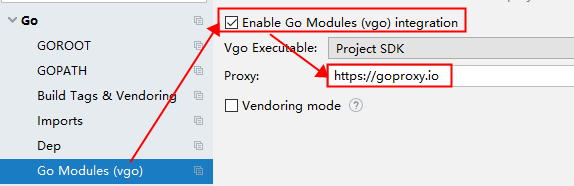 Go
GOROOT
GOPATH
Build Tags & Vendoring
Imports
Dep
Go Modules (vgo)
Enable Go Modules (vgo) integration
Vgo Executable: Project SDK
Proxy: https://goproxy.io
Vendoring mode ?